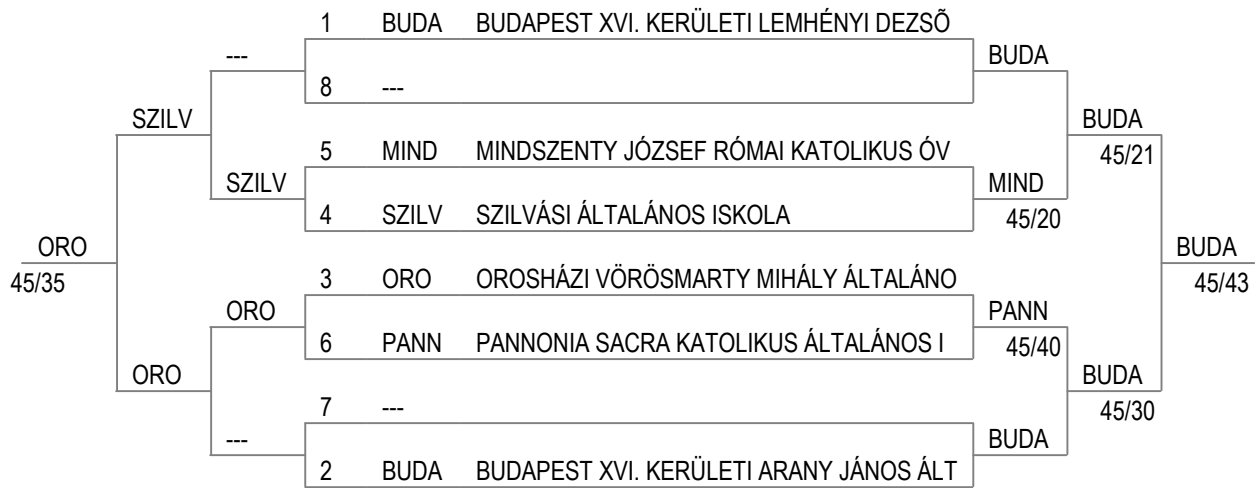 1 BUDA BUDAPEST XVI. KERÜLETI LEMHÉNYI DEZSÕ
--- BUDA
8 ---
SZILV BUDA
5 MIND MINDSZENTY JÓZSEF RÓMAI KATOLIKUS ÓV 45/21
SZILV MIND
4 SZILV SZILVÁSI ÁLTALÁNOS ISKOLA 45/20
ORO BUDA
45/35 3 ORO OROSHÁZI VÖRÖSMARTY MIHÁLY ÁLTALÁNO 45/43
ORO PANN
6 PANN PANNONIA SACRA KATOLIKUS ÁLTALÁNOS I 45/40
ORO BUDA
7 --- 45/30
--- BUDA
2 BUDA BUDAPEST XVI. KERÜLETI ARANY JÁNOS ÁLT